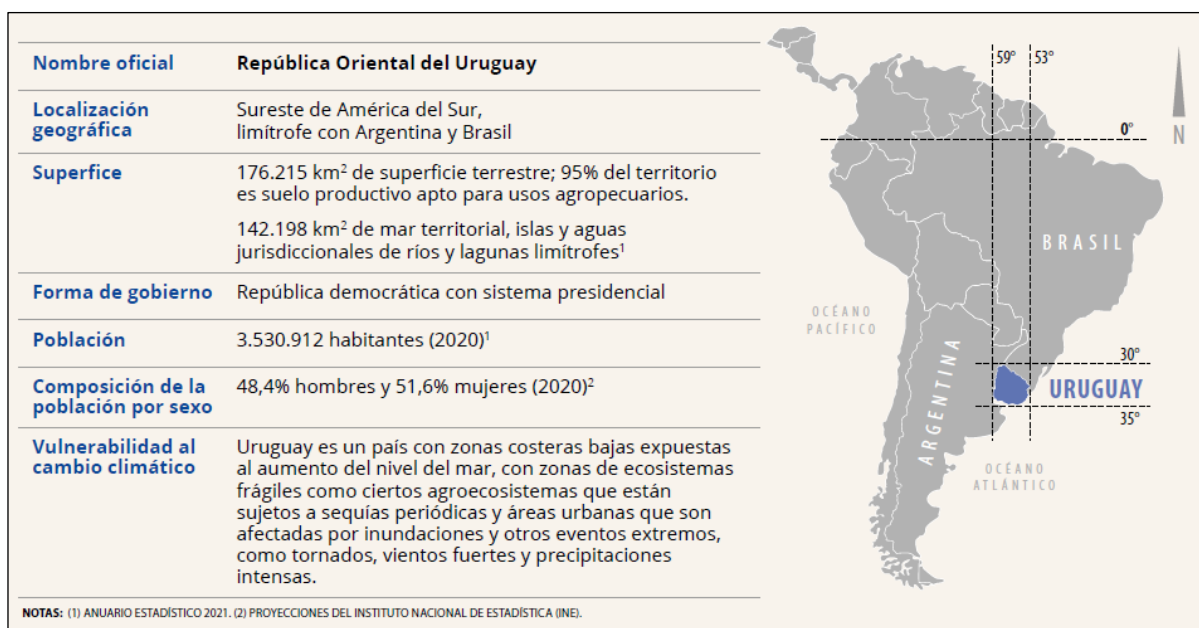 Nombre oficial
República Oriental del Uruguay
Localización
geográfica
Sureste de América del Sur,
limítrofe con Argentina y Brasil
Superfice
176.215 km² de superficie terrestre; 95% del territorio
es suelo productivo apto para usos agropecuarios.
142.198 km² de mar territorial, islas y aguas
jurisdiccionales de ríos y lagunas limítrofes¹
Forma de gobierno
República democrática con sistema presidencial
Población
3.530.912 habitantes (2020)¹
Composición de la
población por sexo
48,4% hombres y 51,6% mujeres (2020)²
Vulnerabilidad al
cambio climático
Uruguay es un país con zonas costeras bajas expuestas
al aumento del nivel del mar, con zonas de ecosistemas
frágiles como ciertos agroecosistemas que están
sujetos a sequías periódicas y áreas urbanas que son
afectadas por inundaciones y otros eventos extremos,
como tornados, vientos fuertes y precipitaciones
intensas.
NOTAS: (1) ANUARIO ESTADÍSTICO 2021. (2) PROYECCIONES DEL INSTITUTO NACIONAL DE ESTADÍSTICA (INE).
59°
53°
0°
N
BRASIL
OCÉANO
PACÍFICO
ARGENTINA
30°
URUGUAY
35°
OCÉANO
ATLÁNTICO